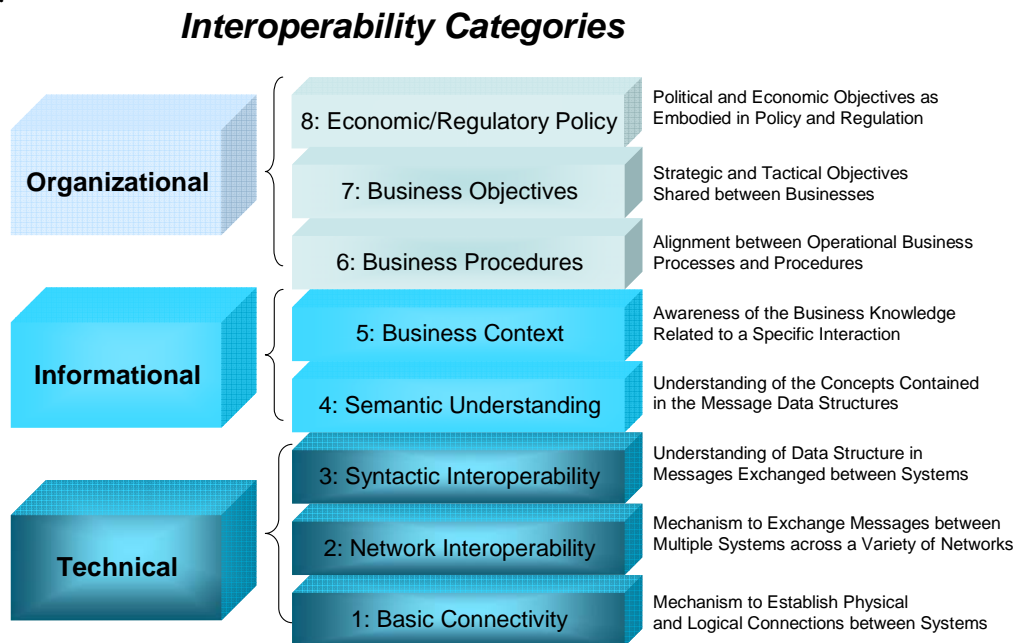 Interoperability Categories
Organizational
8: Economic/Regulatory Policy
Political and Economic Objectives as
Embodied in Policy and Regulation
7: Business Objectives
Strategic and Tactical Objectives
Shared between Businesses
6: Business Procedures
Alignment between Operational Business
Processes and Procedures
Informational
5: Business Context
Awareness of the Business Knowledge
Related to a Specific Interaction
4: Semantic Understanding
Understanding of the Concepts Contained
in the Message Data Structures
Technical
3: Syntactic Interoperability
Understanding of Data Structure in
Messages Exchanged between Systems
2: Network Interoperability
Mechanism to Exchange Messages between
Multiple Systems across a Variety of Networks
1: Basic Connectivity
Mechanism to Establish Physical
and Logical Connections between Systems